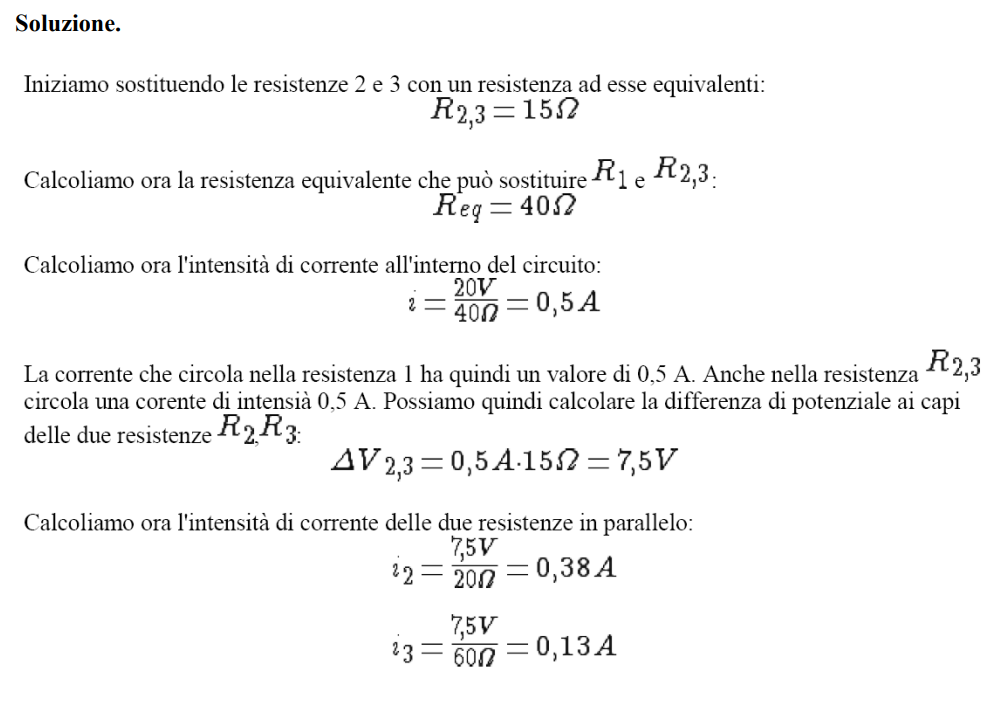 Soluzione.
Iniziamo sostituendo le resistenze 2 e 3 con un resistenza ad esse equivalenti:
R2,3 = 15Ω
Calcoliamo ora la resistenza equivalente che può sostituire R1 e R2,3:
Req = 40Ω
Calcoliamo ora l'intensità di corrente all'interno del circuito:
i = 20V/40Ω = 0,5 A
La corrente che circola nella resistenza 1 ha quindi un valore di 0,5 A. Anche nella resistenza R2,3
circola una corente di intensià 0,5 A. Possiamo quindi calcolare la differenza di potenziale ai capi
delle due resistenze R2,R3:
ΔV2,3 = 0,5 A·15Ω = 7,5V
Calcoliamo ora l'intensità di corrente delle due resistenze in parallelo:
i2 = 7,5V/20Ω = 0,38 A
i3 = 7,5V/60Ω = 0,13 A